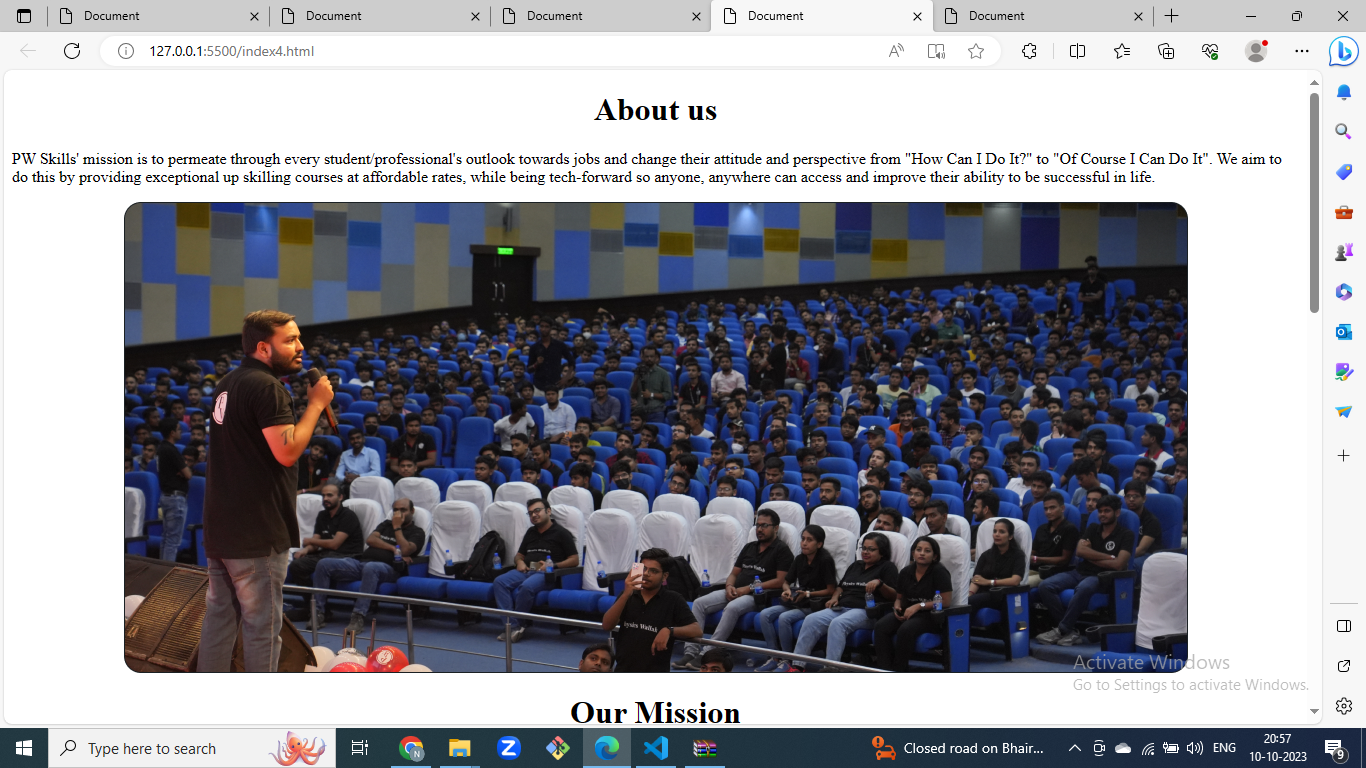 Document
Document
Document
Document
Document
127.0.0.1:5500/index4.html
About us
PW Skills' mission is to permeate through every student/professional's outlook towards jobs and change their attitude and perspective from "How Can I Do It?" to "Of Course I Can Do It". We aim to
do this by providing exceptional up skilling courses at affordable rates, while being tech-forward so anyone, anywhere can access and improve their ability to be successful in life.
Activate Windows
Go to Settings to activate Windows.
Our Mission
Type here to search
Closed road on Bhair...
ENG
20:57
10-10-2023
9